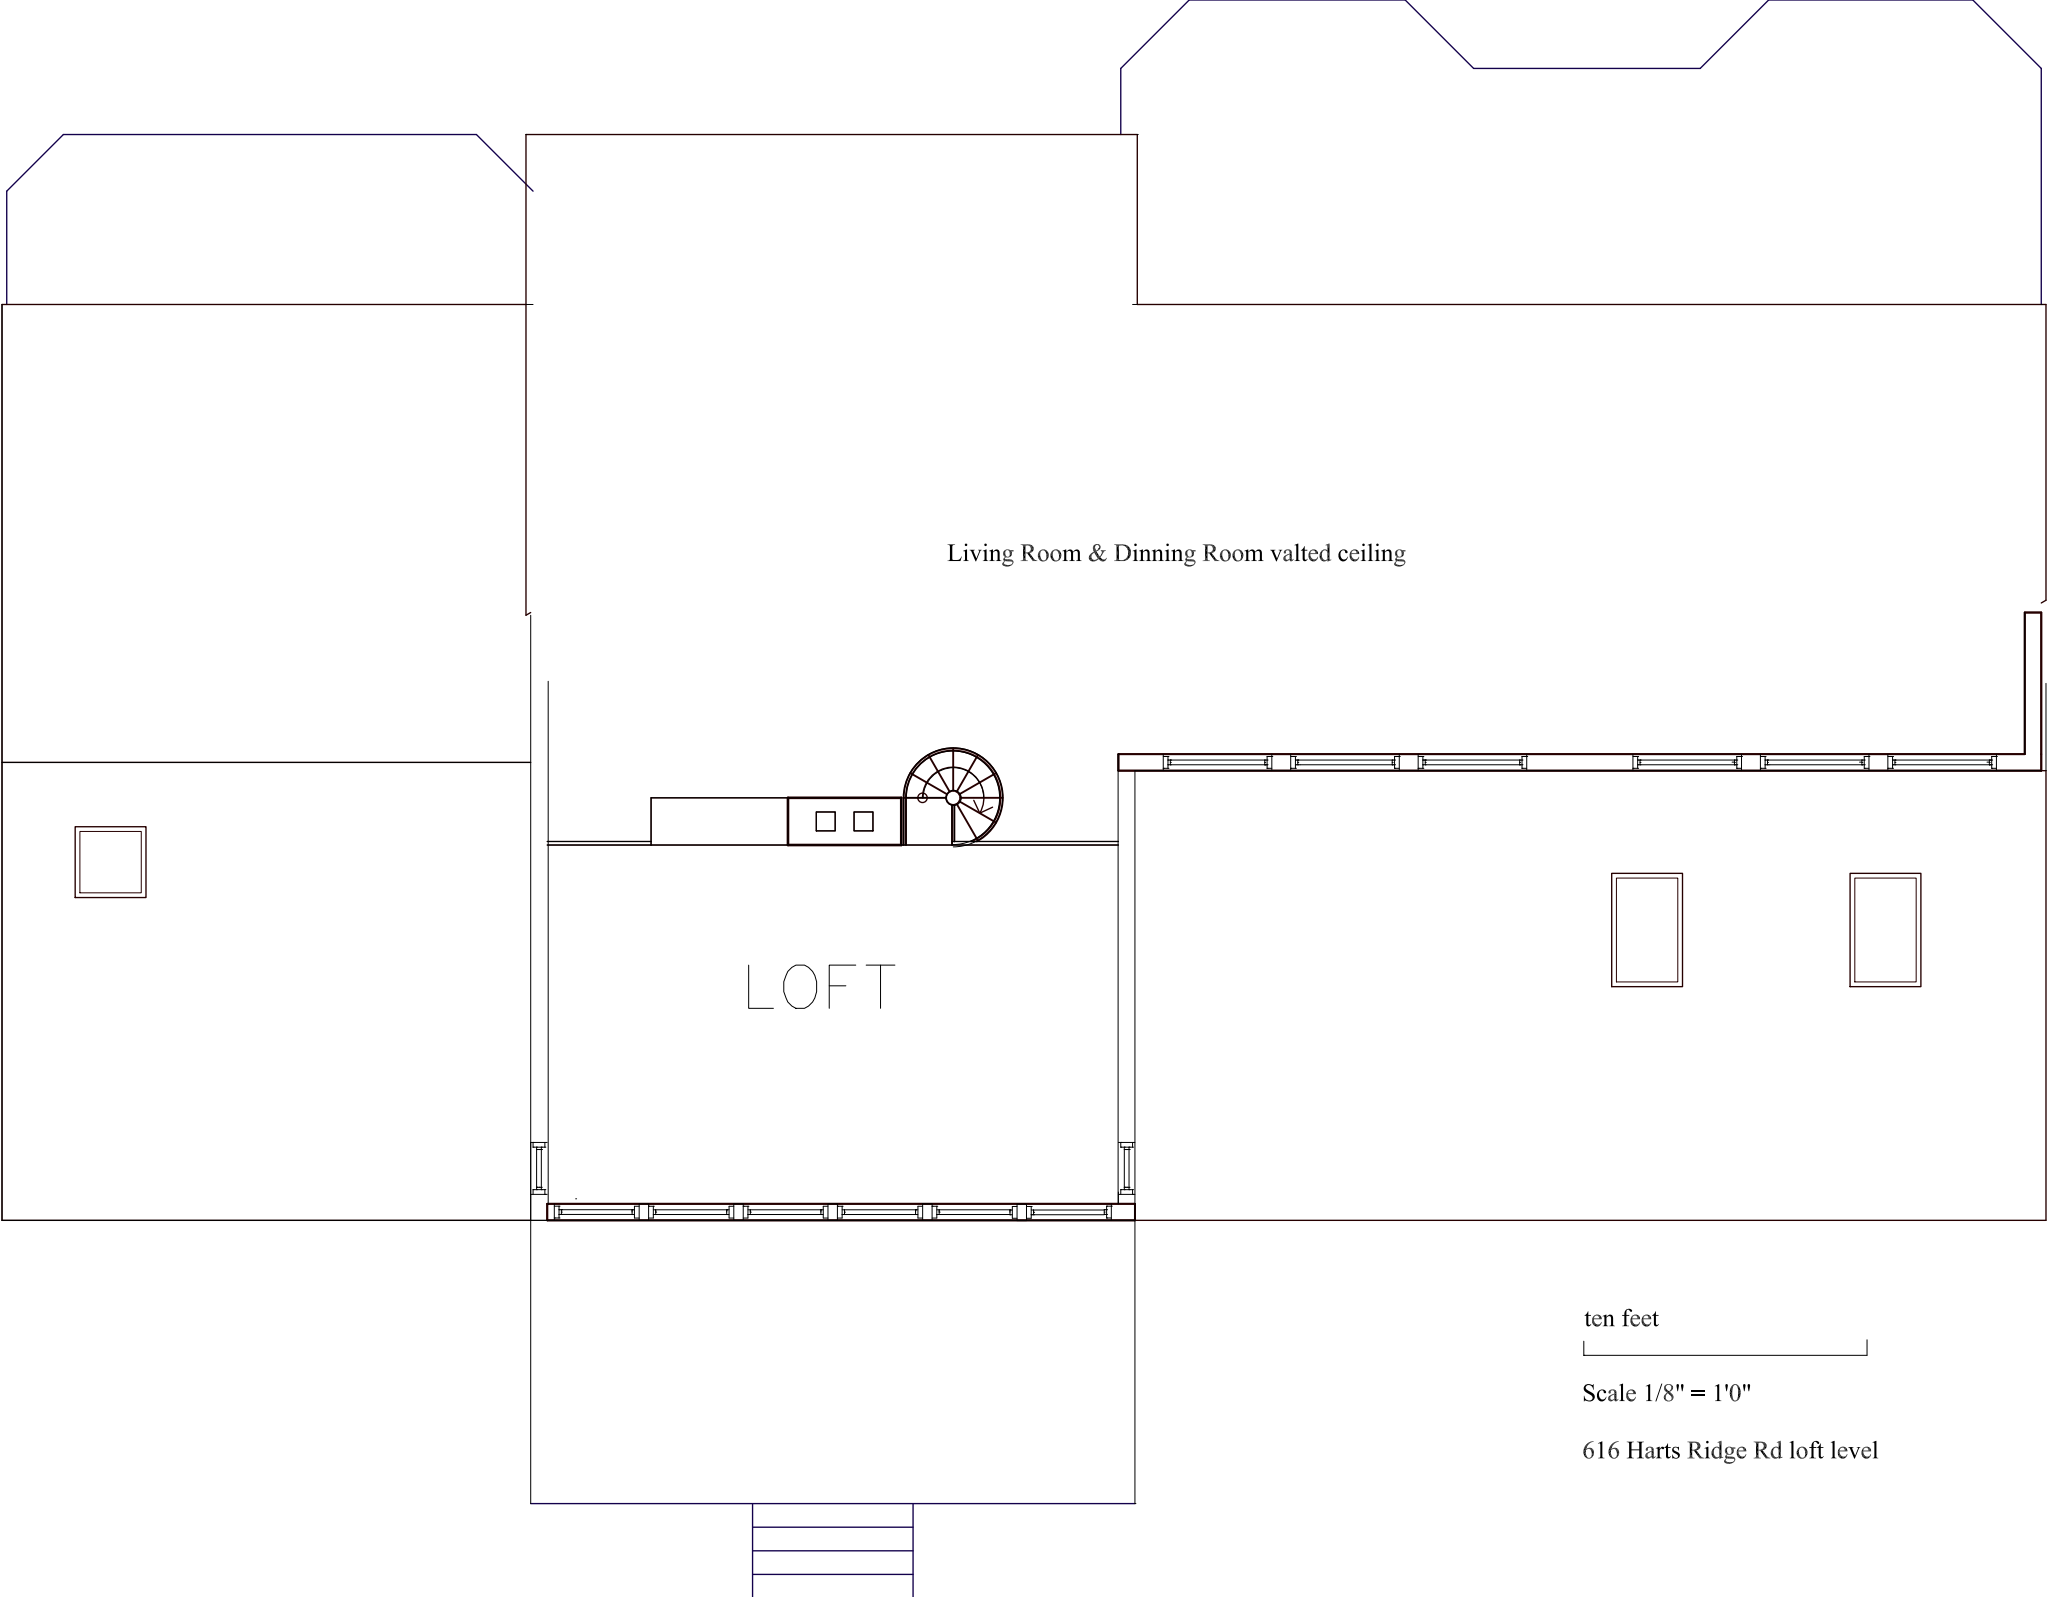 Living Room & Dinning Room valted ceiling
LOFT
ten feet
Scale 1/8" = 1'0"
616 Harts Ridge Rd loft level